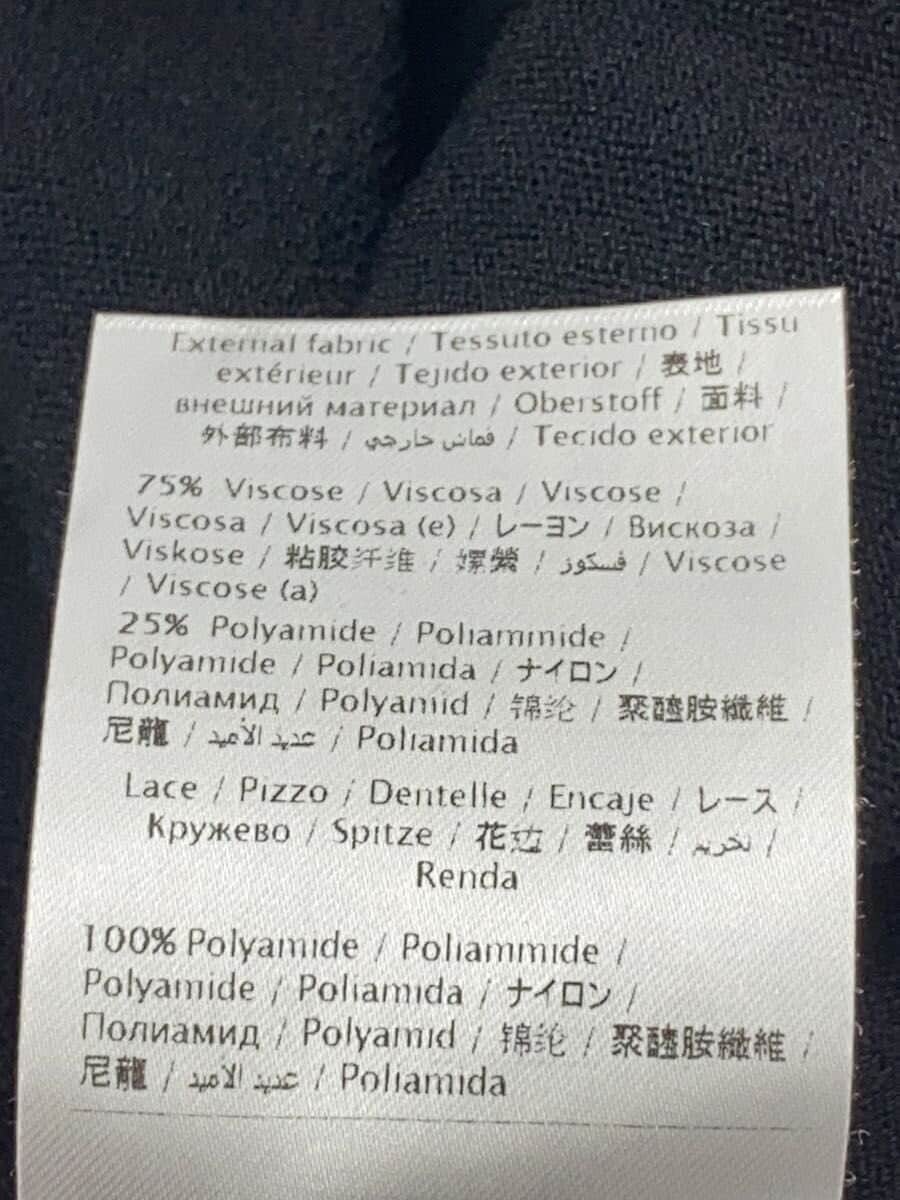 External fabric / Tessuto esterno / Tissu
extérieur / Tejido exterior / 表地 /
внешний материал / Oberstoff / 面料 /
外部布料 / قماش خارجي / Tecido exterior
75% Viscose / Viscosa / Viscose /
Viscosa / Viscosa (e) / レーヨン / Вискоза /
Viskose / 粘胶纤维 / 嫘縈 / فسكوز / Viscose
/ Viscose (a)
25% Polyamide / Poliammide /
Polyamide / Poliamida / ナイロン /
Полиамид / Polyamid / 锦纶 / 聚醯胺纖維 /
尼龍 / عديد الأميد / Poliamida
Lace / Pizzo / Dentelle / Encaje / レース /
Кружево / Spitze / 花边 / 蕾絲 / تخريم /
Renda
100% Polyamide / Poliammide /
Polyamide / Poliamida / ナイロン /
Полиамид / Polyamid / 锦纶 / 聚醯胺纖維 /
尼龍 / عديد الأميد / Poliamida